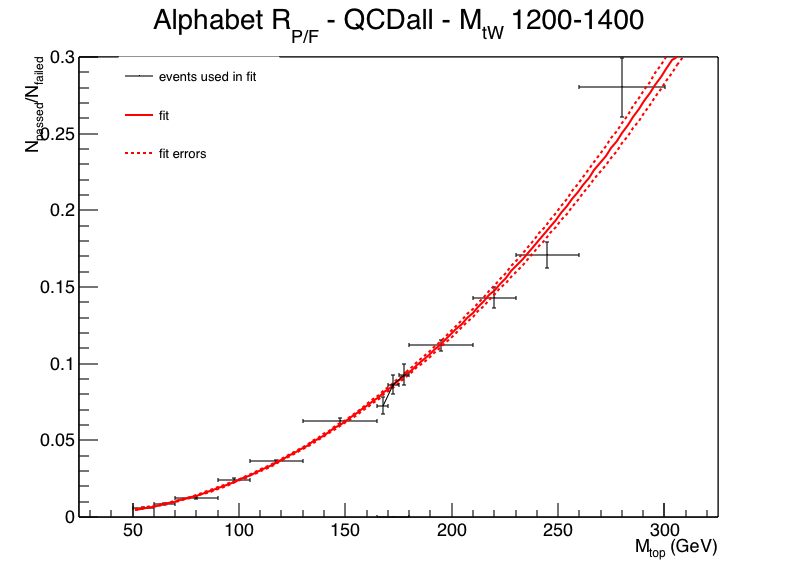 Alphabet R_P/F - QCDall - M_tW 1200-1400
N_passed/N_failed
events used in fit
fit
fit errors
0.3
0.25
0.2
0.15
0.1
0.05
0
50 100 150 200 250 300
M_top (GeV)